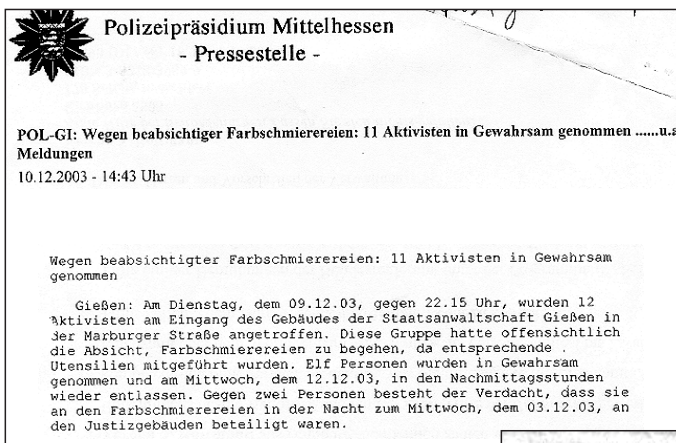 Polizeipräsidium Mittelhessen
- Pressestelle -
POL-GI: Wegen beabsichtiger Farbschmierereien: 11 Aktivisten in Gewahrsam genommen ......u.a
Meldungen
10.12.2003 - 14:43 Uhr
Wegen beabsichtigter Farbschmierereien: 11 Aktivisten in Gewahrsam
genommen
Gießen: Am Dienstag, dem 09.12.03, gegen 22.15 Uhr, wurden 12
Aktivisten am Eingang des Gebäudes der Staatsanwaltschaft Gießen in
der Marburger Straße angetroffen. Diese Gruppe hatte offensichtlich
die Absicht, Farbschmierereien zu begehen, da entsprechende .
Utensilien mitgeführt wurden. Elf Personen wurden in Gewahrsam
genommen und am Mittwoch, dem 12.12.03, in den Nachmittagsstunden
wieder entlassen. Gegen zwei Personen besteht der Verdacht, dass sie
an den Farbschmierereien in der Nacht zum Mittwoch, dem 03.12.03, an
den Justizgebäuden beteiligt waren.